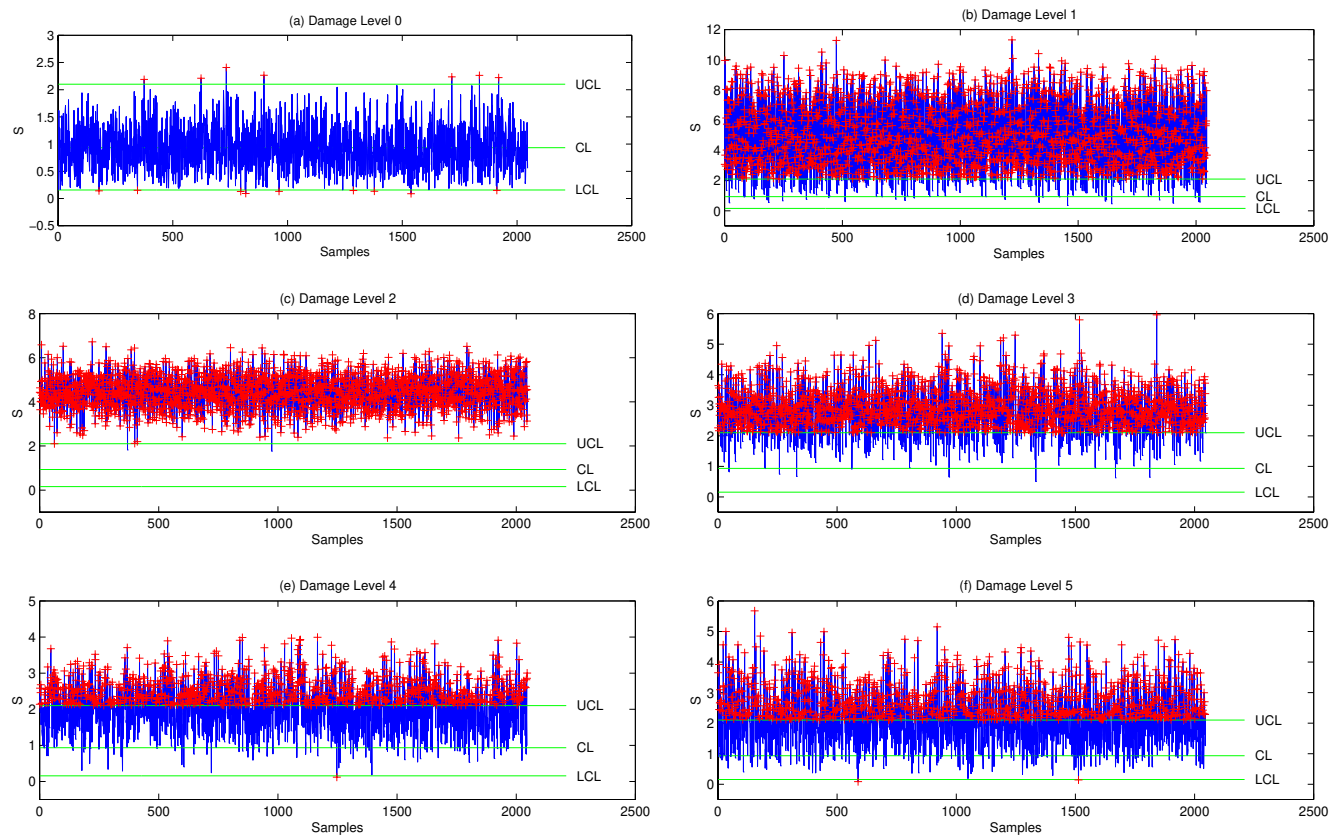 (a) Damage Level 0
3
2.5
2
1.5
1
0.5
0
−0.5
S
0 500 1000 1500 2000 2500
Samples
UCL
CL
LCL
(b) Damage Level 1
12
10
8
6
4
2
0
S
0 500 1000 1500 2000 2500
Samples
UCL
CL
LCL
(c) Damage Level 2
8
6
4
2
0
S
0 500 1000 1500 2000 2500
Samples
UCL
CL
LCL
(d) Damage Level 3
6
5
4
3
2
1
0
S
0 500 1000 1500 2000 2500
Samples
UCL
CL
LCL
(e) Damage Level 4
5
4
3
2
1
0
S
0 500 1000 1500 2000 2500
Samples
UCL
CL
LCL
(f) Damage Level 5
6
5
4
3
2
1
0
S
0 500 1000 1500 2000 2500
Samples
UCL
CL
LCL